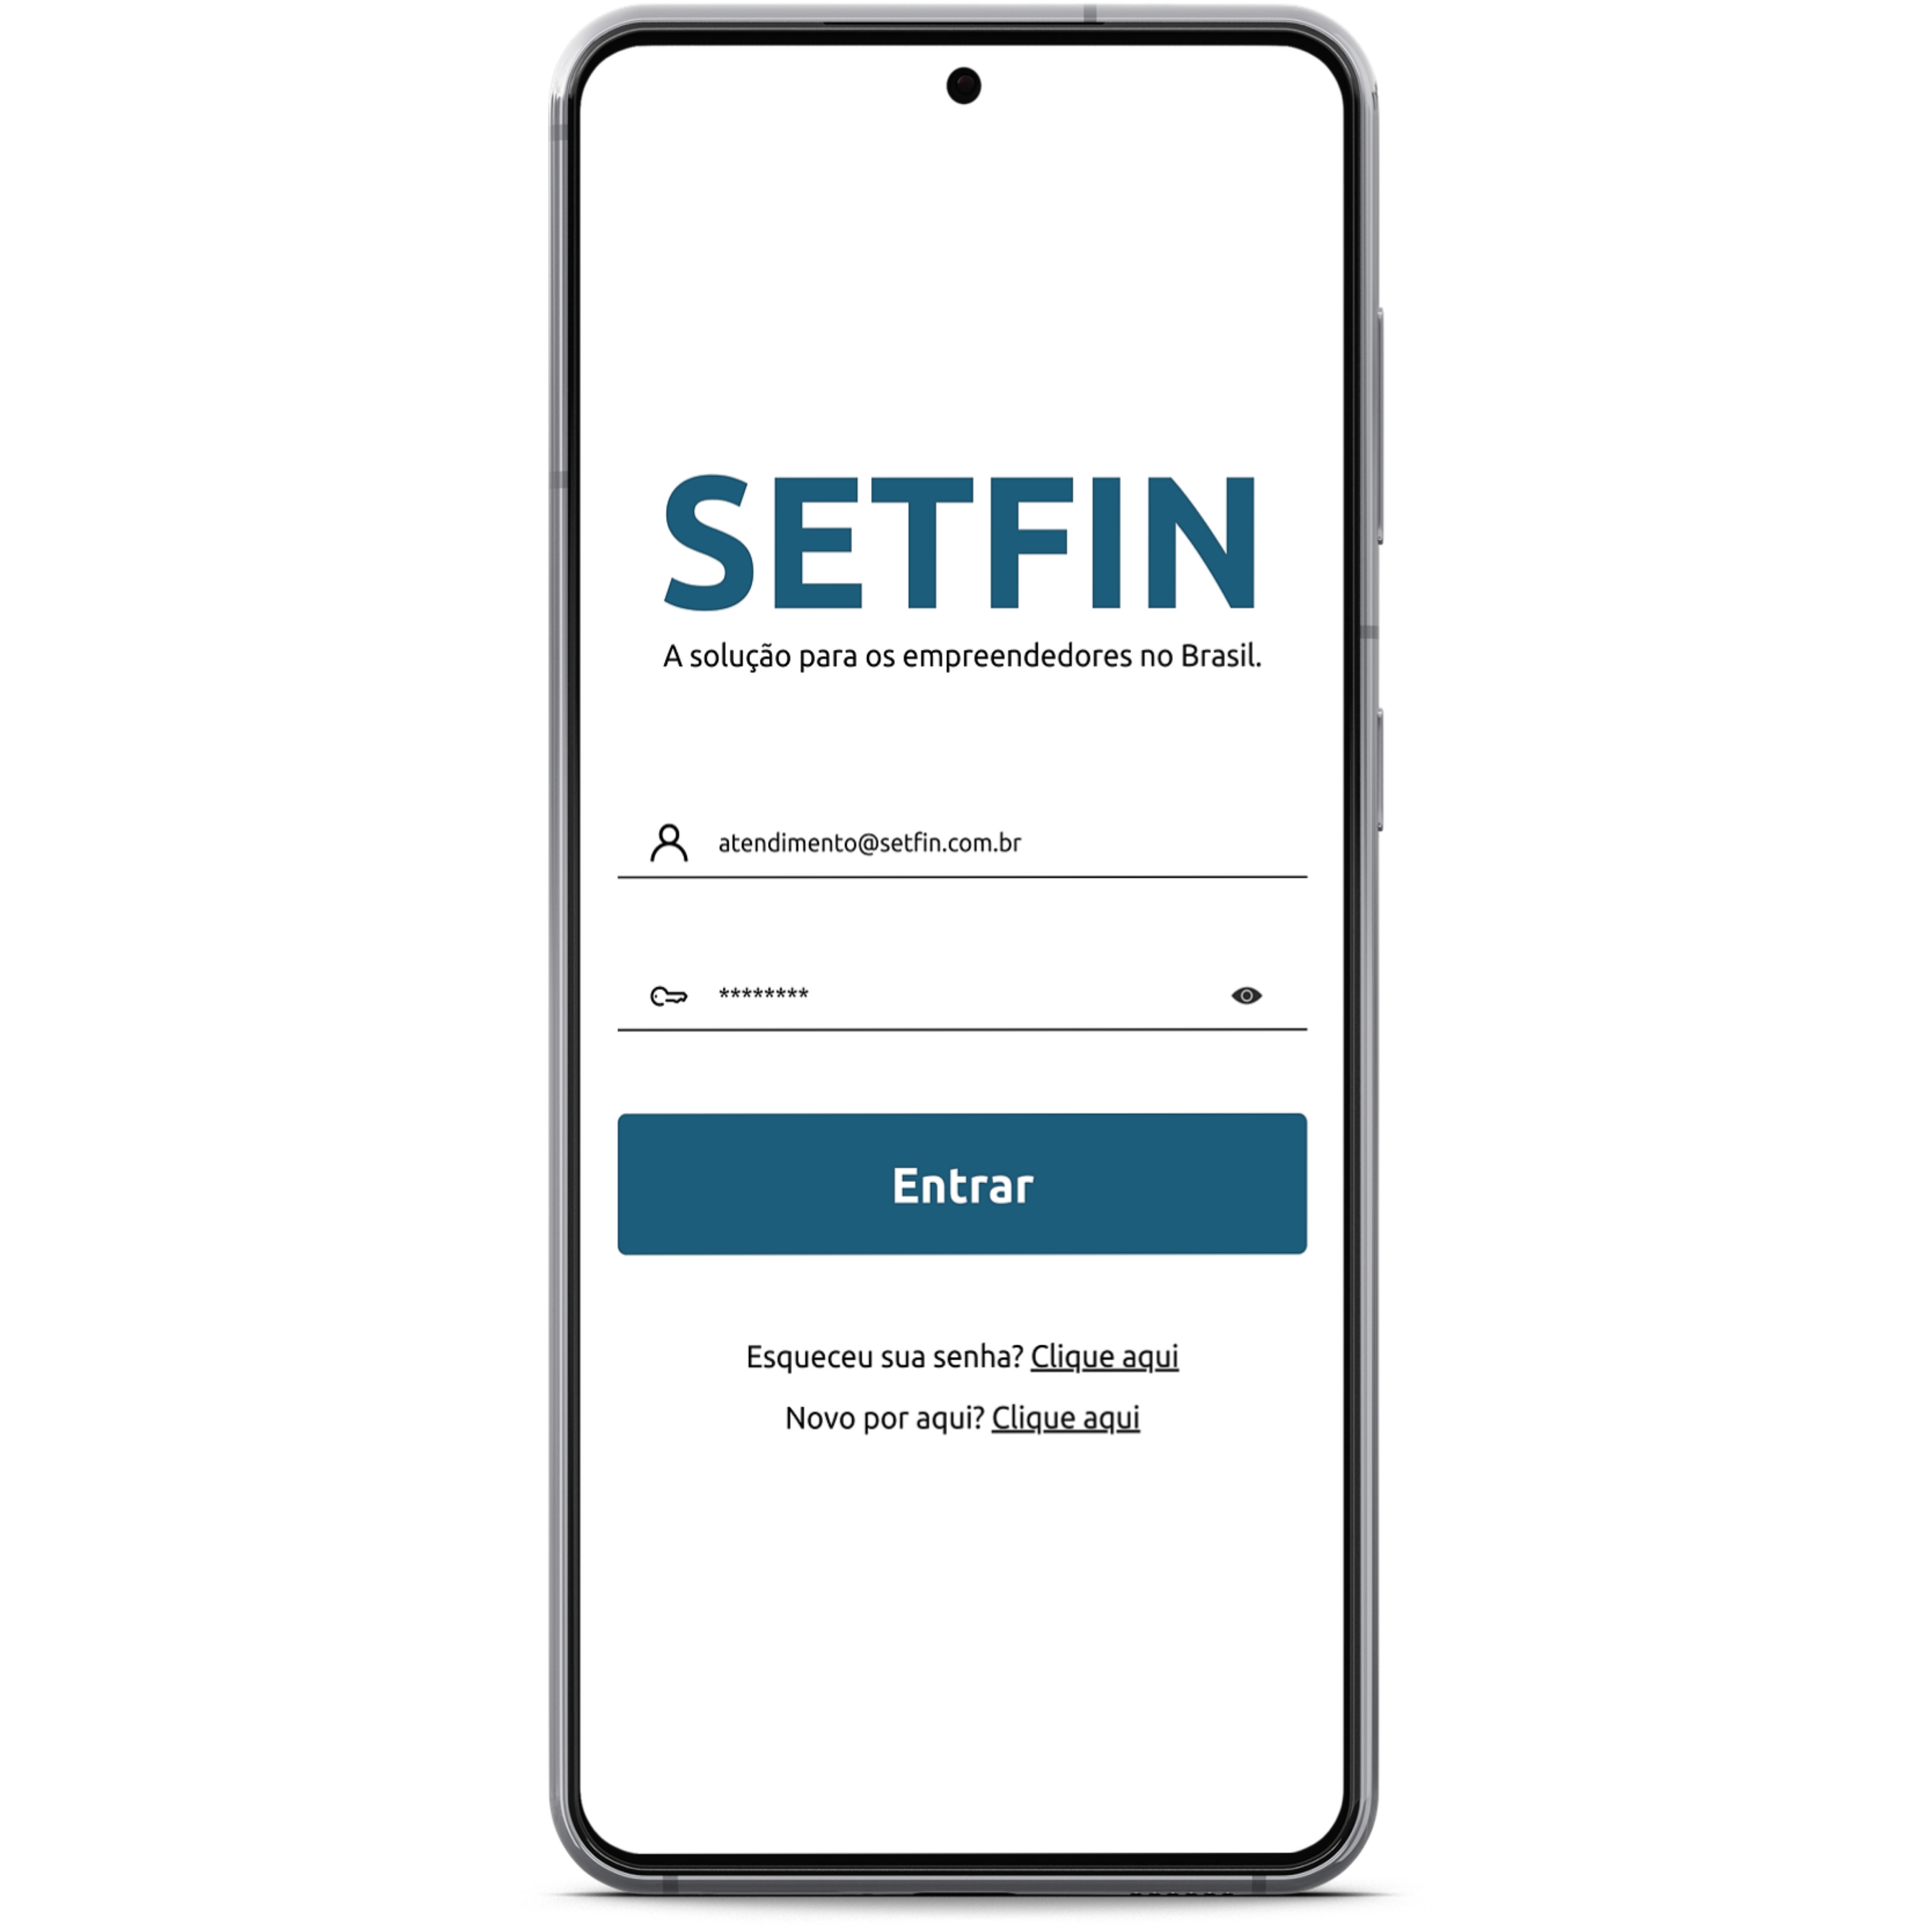 SETFIN
A solução para os empreendedores no Brasil.
atendimento@setfin.com.br
********
Entrar
Esqueceu sua senha? Clique aqui
Novo por aqui? Clique aqui